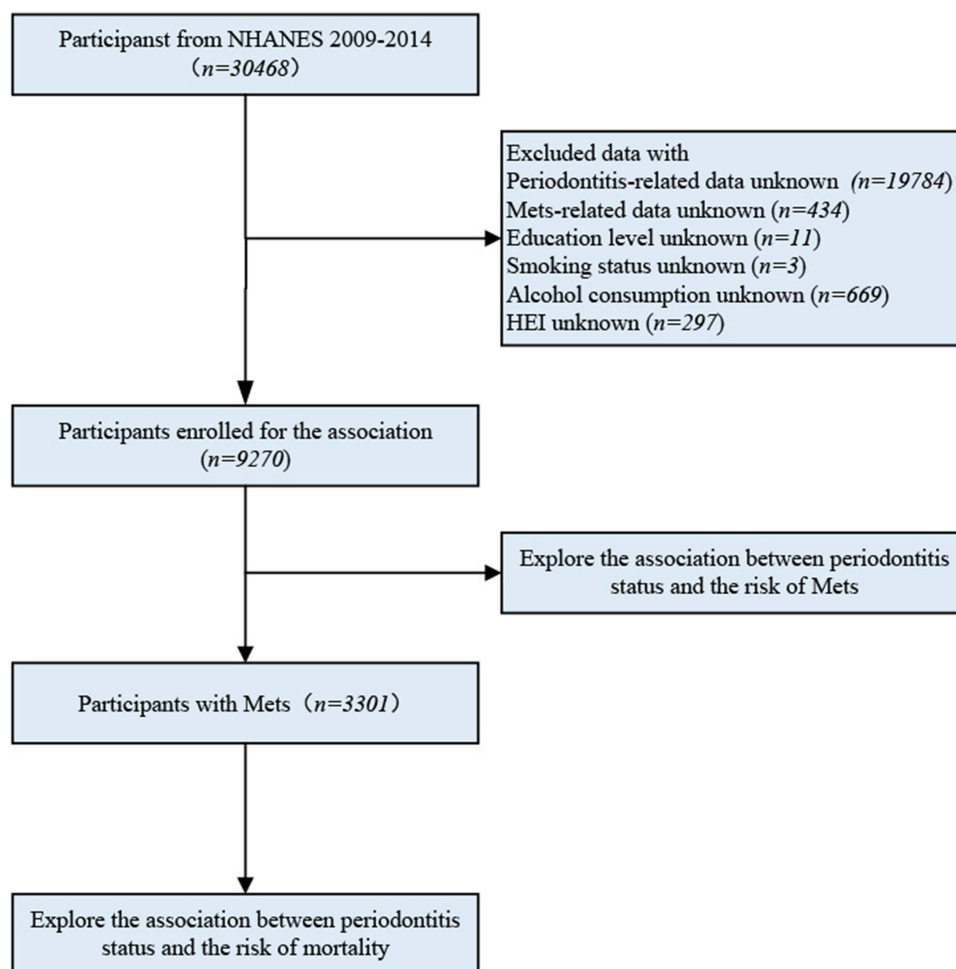 Participanst from NHANES 2009-2014
（n=30468）
Excluded data with
Periodontitis-related data unknown (n=19784)
Mets-related data unknown (n=434)
Education level unknown (n=11)
Smoking status unknown (n=3)
Alcohol consumption unknown (n=669)
HEI unknown (n=297)
Participants enrolled for the association
(n=9270)
Explore the association between periodontitis
status and the risk of Mets
Participants with Mets（n=3301）
Explore the association between periodontitis
status and the risk of mortality